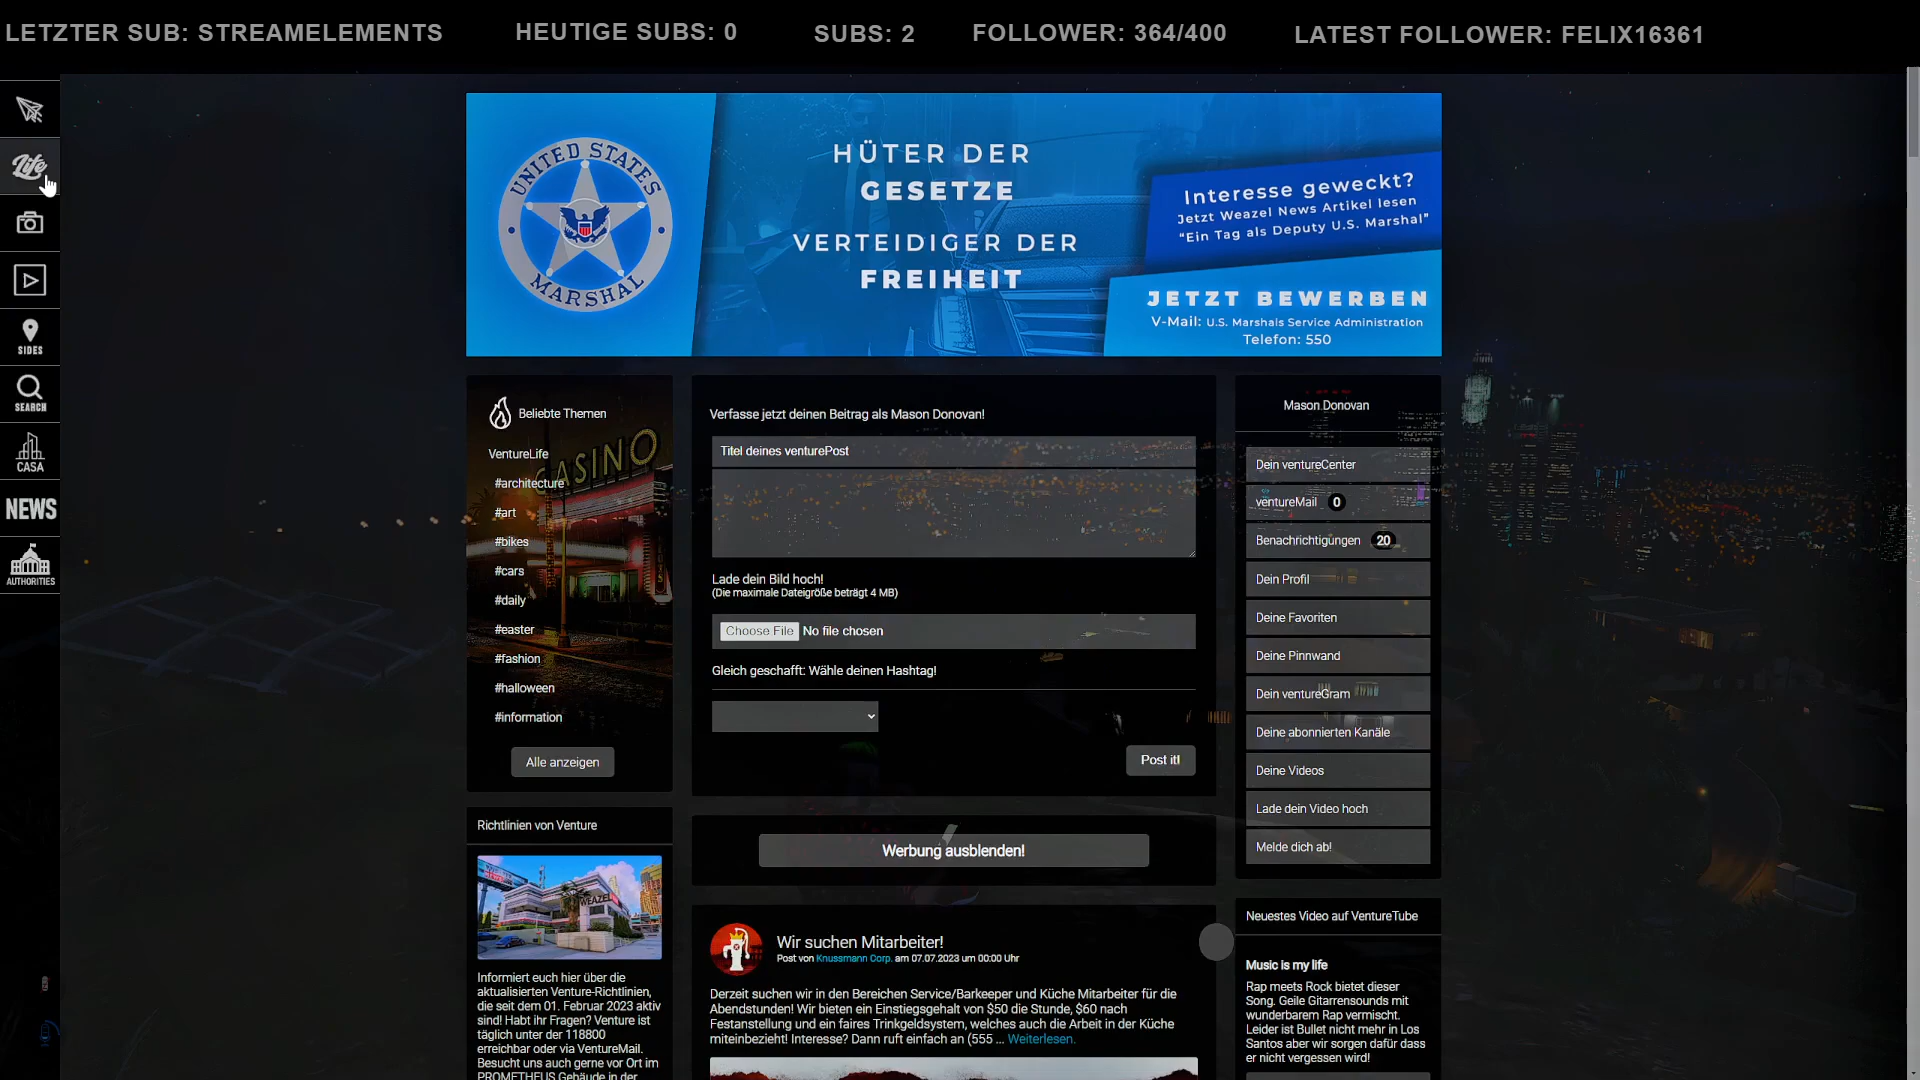 LETZTER SUB: STREAMELEMENTS
HEUTIGE SUBS: 0
SUBS: 2
FOLLOWER: 364/400
LATEST FOLLOWER: FELIX16361
Life
SIDES
SEARCH
CASA
NEWS
AUTHORITIES
UNITED STATES
MARSHAL
HÜTER DER
GESETZE
VERTEIDIGER DER
FREIHEIT
Interesse geweckt?
Jetzt Weazel News Artikel lesen
"Ein Tag als Deputy U.S. Marshal"
JETZT BEWERBEN
V-Mail: U.S. Marshals Service Administration
Telefon: 550
Beliebte Themen
VentureLife
#architecture
#art
#bikes
#cars
#daily
#easter
#fashion
#halloween
#information
Alle anzeigen
CASINO
Richtlinien von Venture
WEAZEL
Informiert euch hier über die
aktualisierten Venture-Richtlinien,
die seit dem 01. Februar 2023 aktiv
sind! Habt ihr Fragen? Venture ist
täglich unter der 118800
erreichbar oder via VentureMail.
Besucht uns auch gerne vor Ort im
PROMETHEUS Gebäude in der
Verfasse jetzt deinen Beitrag als Mason Donovan!
Titel deines venturePost
Lade dein Bild hoch!
(Die maximale Dateigröße beträgt 4 MB)
Choose File No file chosen
Gleich geschafft: Wähle deinen Hashtag!
Post it!
Werbung ausblenden!
Wir suchen Mitarbeiter!
Post von Knussmann Corp. am 07.07.2023 um 00:00 Uhr
Derzeit suchen wir in den Bereichen Service/Barkeeper und Küche Mitarbeiter für die
Abendstunden! Wir bieten ein Einstiegsgehalt von $50 die Stunde, $60 nach
Festanstellung und ein faires Trinkgeldsystem, welches auch die Arbeit in der Küche
miteinbezieht! Interesse? Dann ruft einfach an (555 ... Weiterlesen.
Mason Donovan
Dein ventureCenter
ventureMail 0
Benachrichtigungen 20
Dein Profil
Deine Favoriten
Deine Pinnwand
Dein ventureGram
Deine abonnierten Kanäle
Deine Videos
Lade dein Video hoch
Melde dich ab!
Neuestes Video auf VentureTube
Music is my life
Rap meets Rock bietet dieser
Song. Geile Gitarrensounds mit
wunderbarem Rap vermischt.
Leider ist Bullet nicht mehr in Los
Santos aber wir sorgen dafür dass
er nicht vergessen wird!